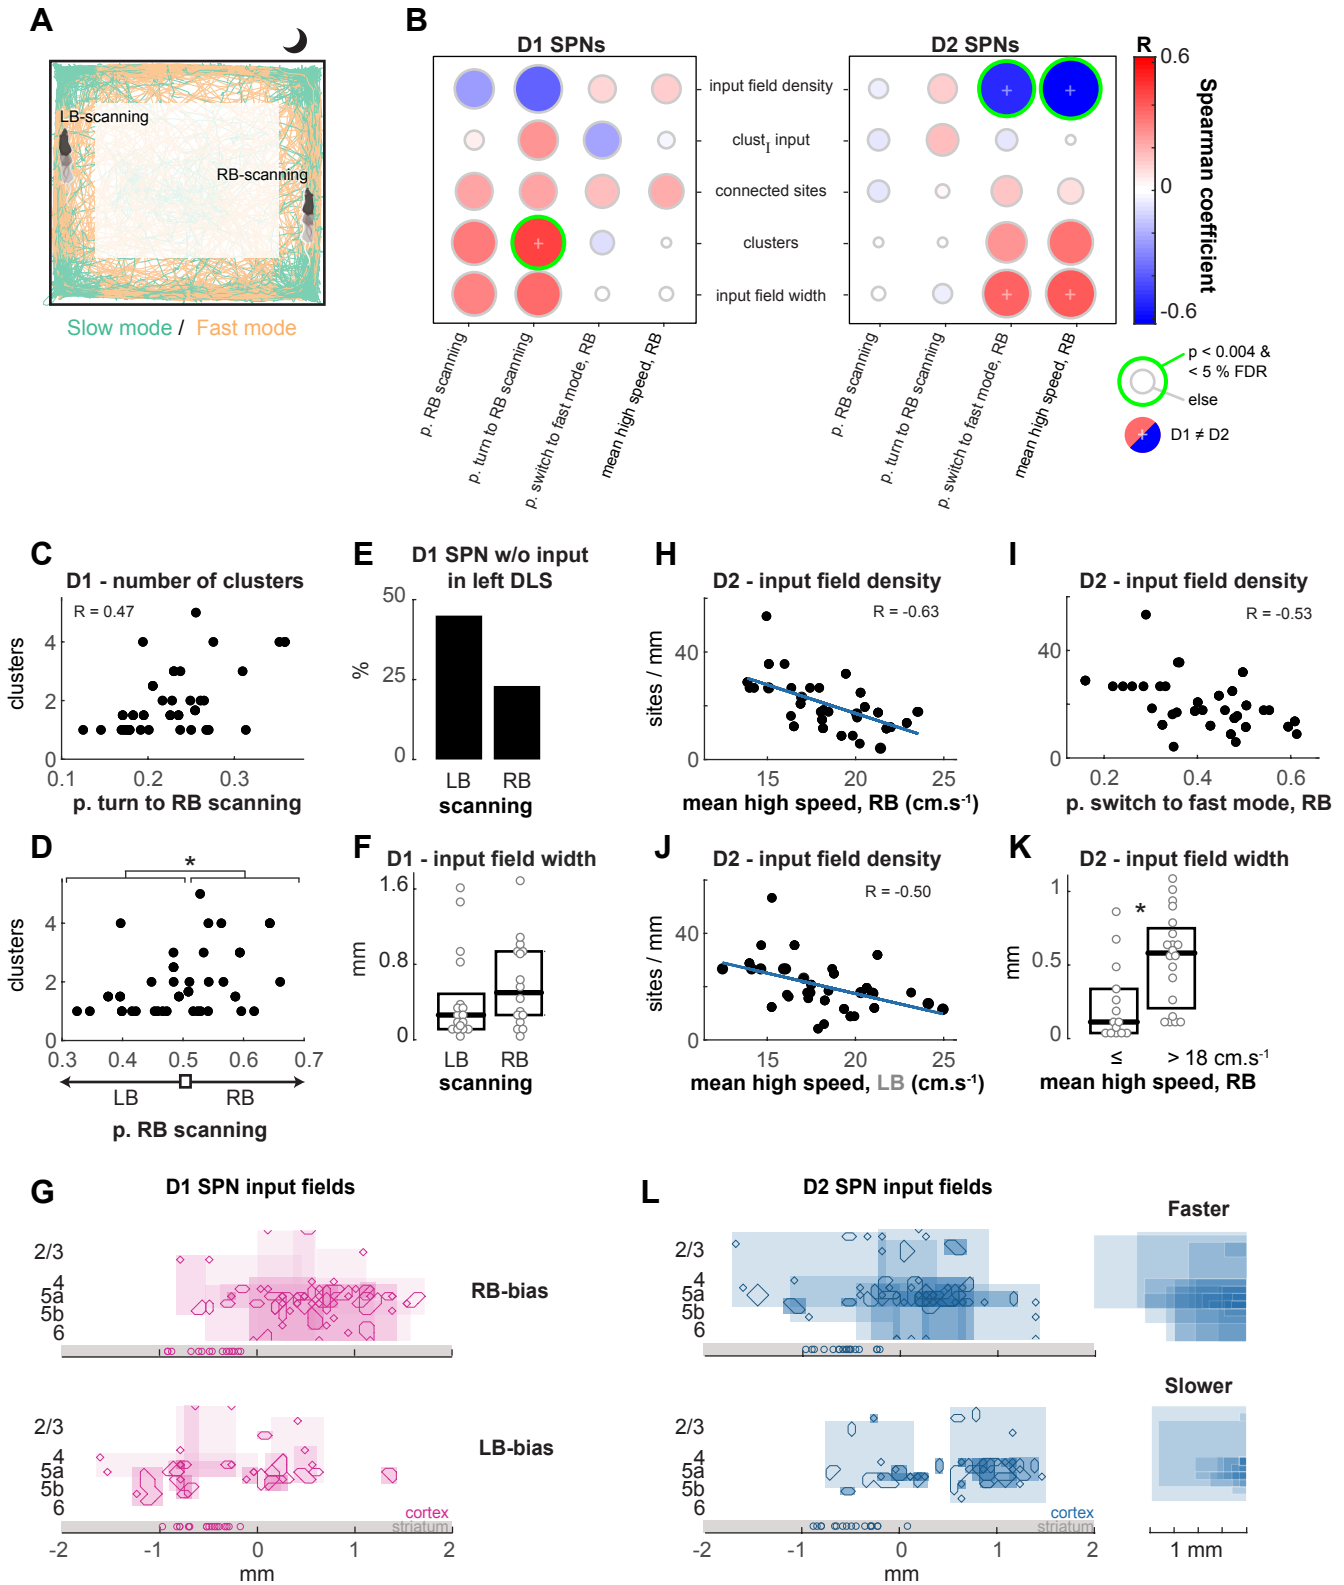 A
LB-scanning
RB-scanning
Slow mode / Fast mode
B
D1 SPNs
D2 SPNs
input field density
clustI input
connected sites
clusters
input field width
p. RB scanning
p. turn to RB scanning
p. switch to fast mode, RB
mean high speed, RB
p. RB scanning
p. turn to RB scanning
p. switch to fast mode, RB
mean high speed, RB
R
0.6
0
-0.6
Spearman coefficient
p < 0.004 &
< 5 % FDR
else
D1 ≠ D2
C
D1 - number of clusters
R = 0.47
clusters
4
2
0
0.1 0.2 0.3
p. turn to RB scanning
D
*
clusters
4
2
0
0.3 0.4 0.5 0.6 0.7
LB RB
p. RB scanning
E
D1 SPN w/o input
in left DLS
%
50
25
0
LB RB
scanning
F
D1 - input field width
mm
1.6
0.8
0
LB RB
scanning
H
D2 - input field density
R = -0.63
sites / mm
40
0
15 20 25
mean high speed, RB (cm.s-1)
I
D2 - input field density
R = -0.53
40
0
0.2 0.4 0.6
p. switch to fast mode, RB
J
D2 - input field density
R = -0.50
sites / mm
40
0
15 20 25
mean high speed, LB (cm.s-1)
K
D2 - input field width
*
mm
1
0.5
0
≤ > 18 cm.s-1
mean high speed, RB
G
D1 SPN input fields
2/3
4
5a
5b
6
RB-bias
2/3
4
5a
5b
6
LB-bias
cortex
striatum
-2 -1 0 1 2
mm
L
D2 SPN input fields
2/3
4
5a
5b
6
Faster
2/3
4
5a
5b
6
Slower
cortex
striatum
-2 -1 0 1 2
mm
1 mm